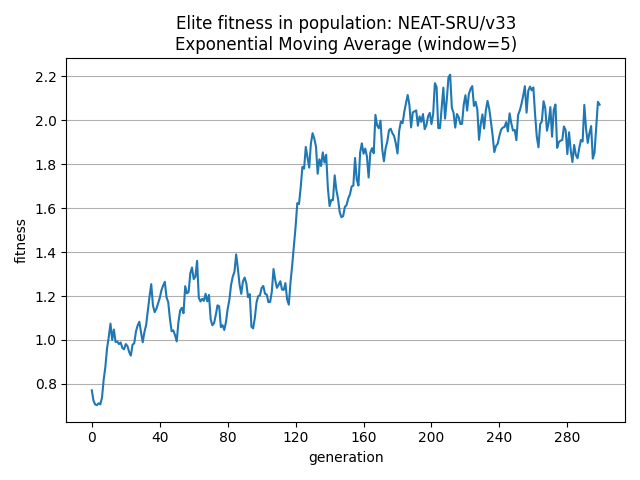 Elite fitness in population: NEAT-SRU/v33
Exponential Moving Average (window=5)
fitness
2.2
2.0
1.8
1.6
1.4
1.2
1.0
0.8
0 40 80 120 160 200 240 280
generation